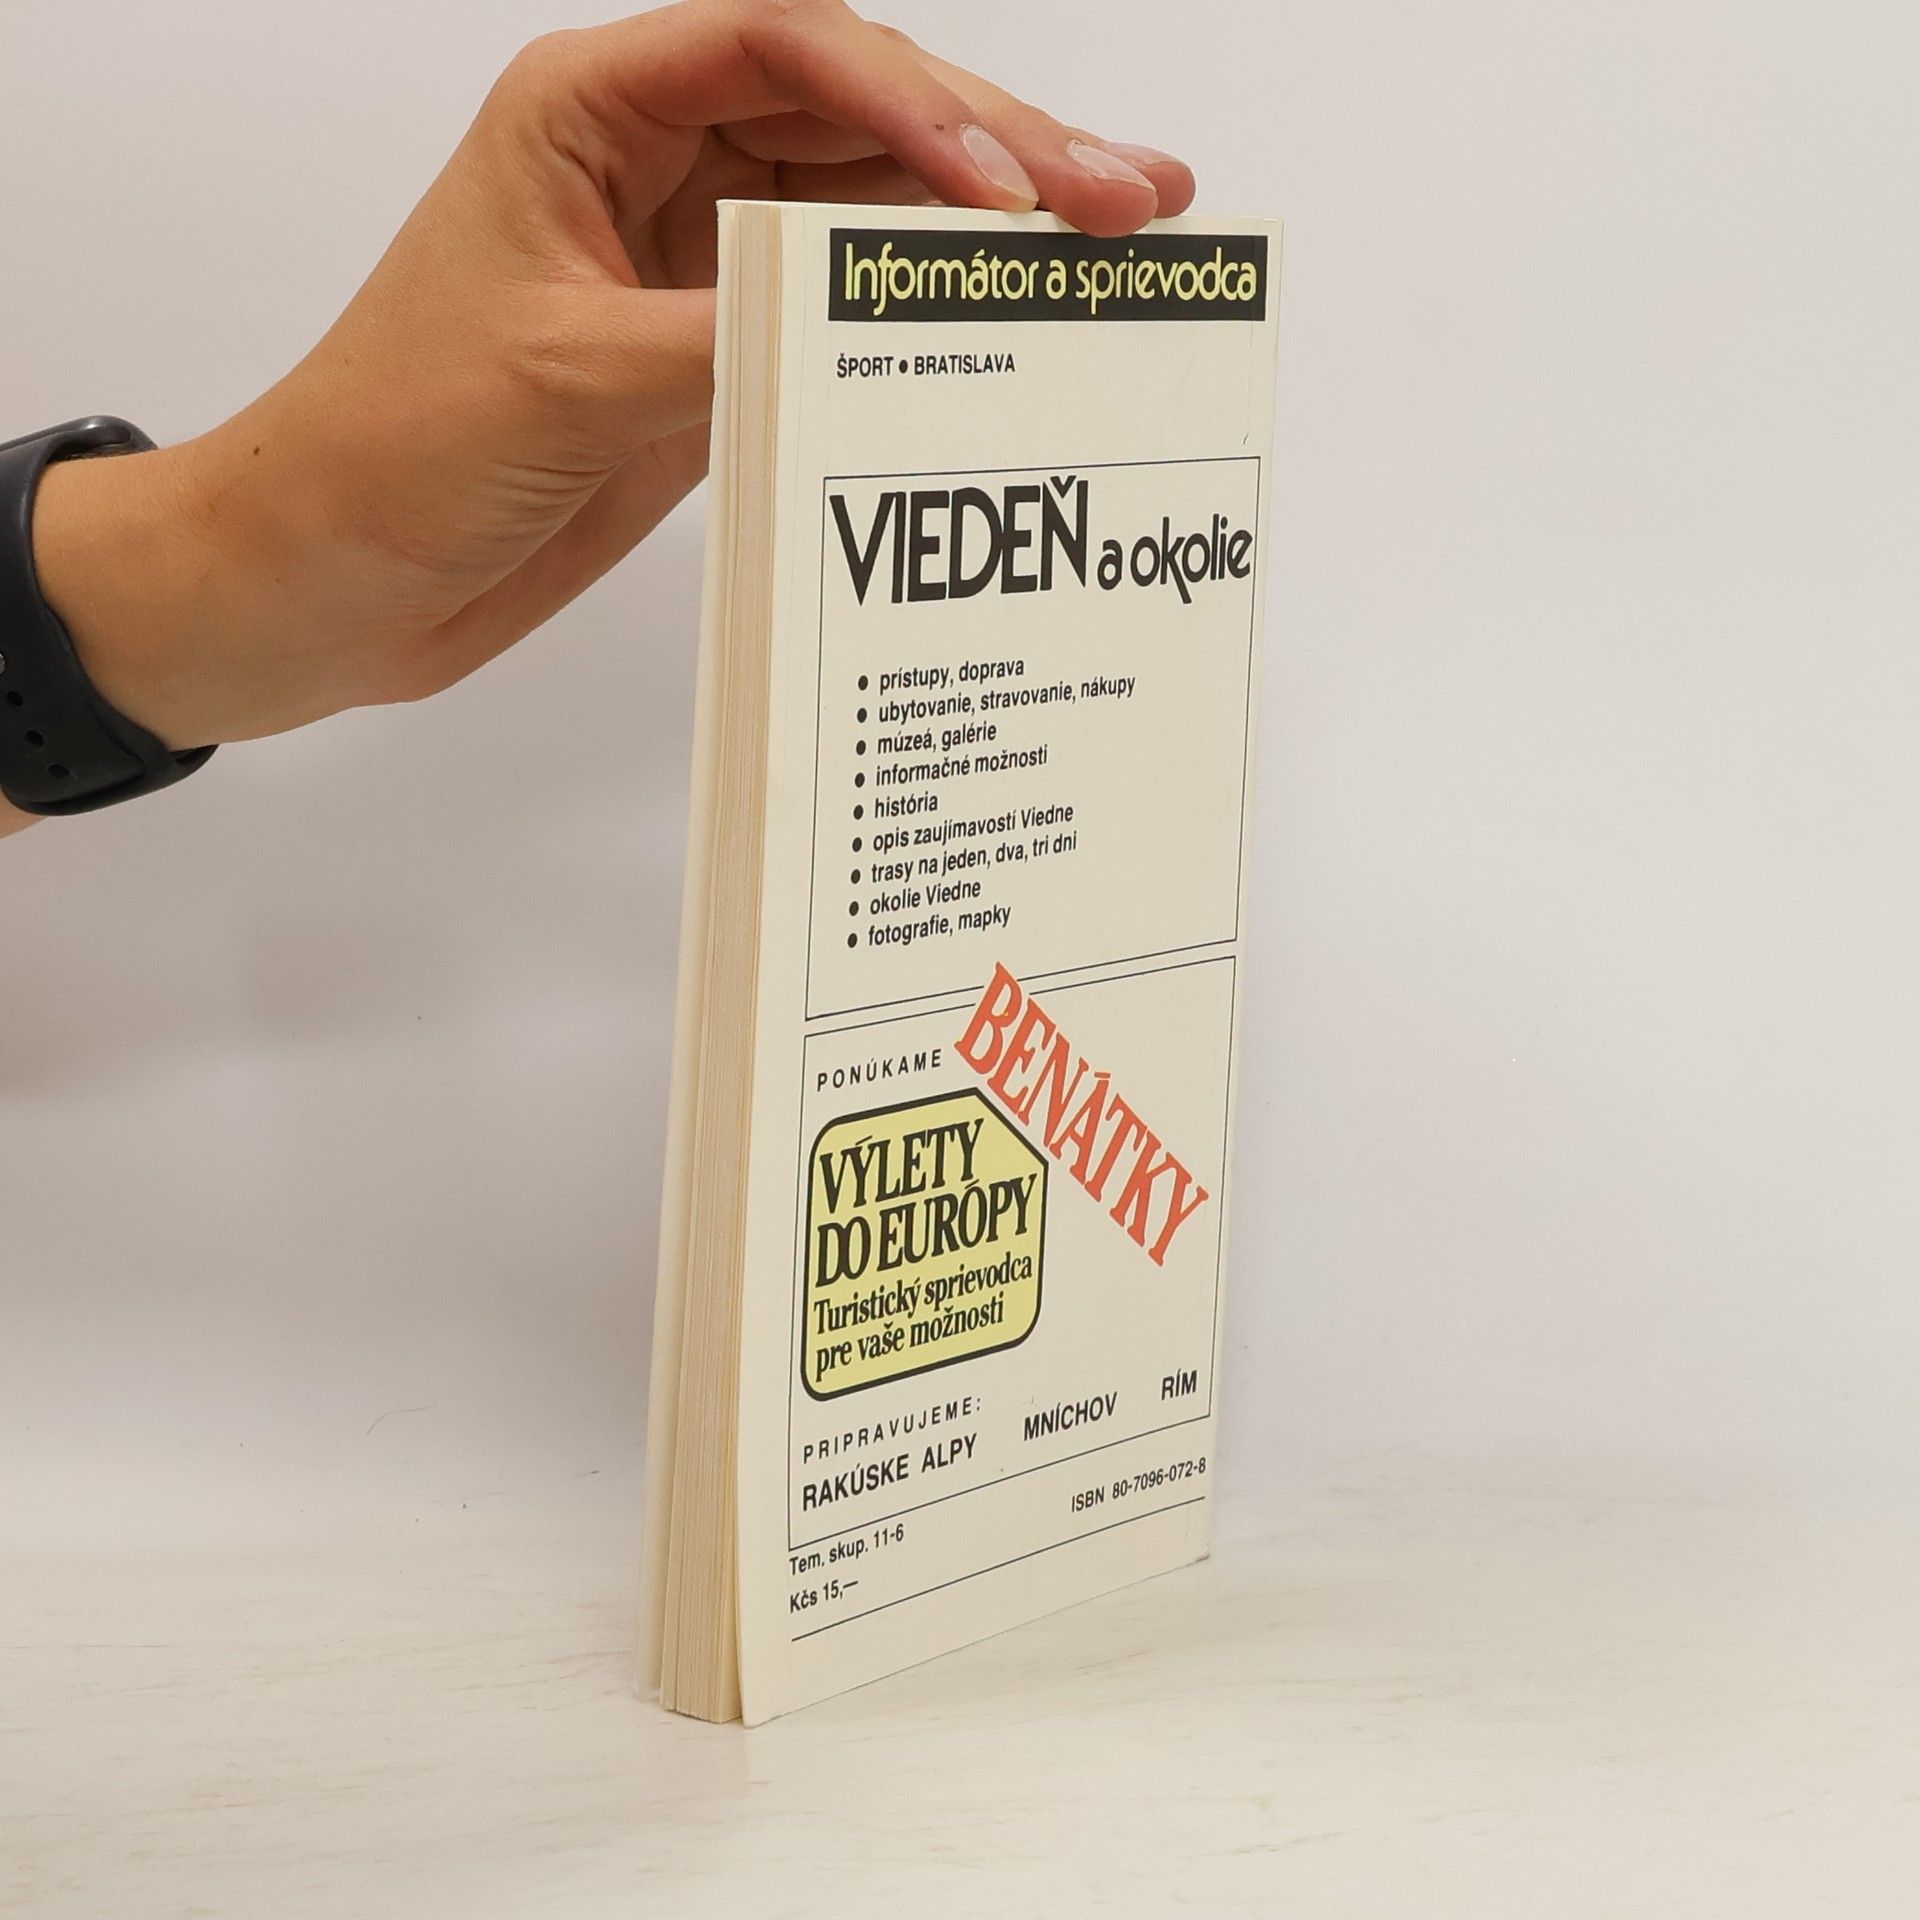 Informátor a sprievodca
ŠPORT ● BRATISLAVA
VIEDEŇ a okolie
● prístupy, doprava
● ubytovanie, stravovanie, nákupy
● múzeá, galérie
● informačné možnosti
● história
● opis zaujímavostí Viedne
● trasy na jeden, dva, tri dni
● okolie Viedne
● fotografie, mapky
PONÚKAME
BENÁTKY
VÝLETY
DO EURÓPY
Turistický sprievodca
pre vaše možnosti
PRIPRAVUJEME:
RAKÚSKE ALPY MNÍCHOV RÍM
Tem. skup. 11-6 ISBN 80-7096-072-8
Kčs 15,—